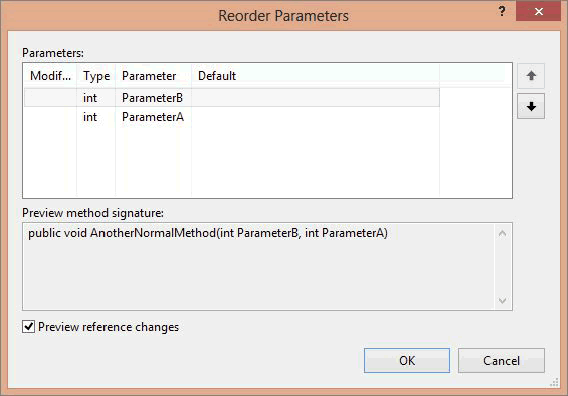 Reorder Parameters
?
Parameters:
Modif... Type Parameter Default
int ParameterB
int ParameterA
Preview method signature:
public void AnotherNormalMethod(int ParameterB, int ParameterA)
Preview reference changes
OK Cancel